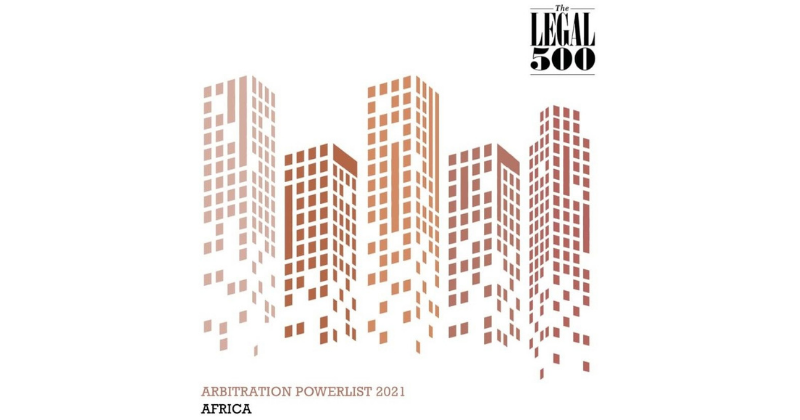 The
LEGAL
500
ARBITRATION POWERLIST 2021
AFRICA